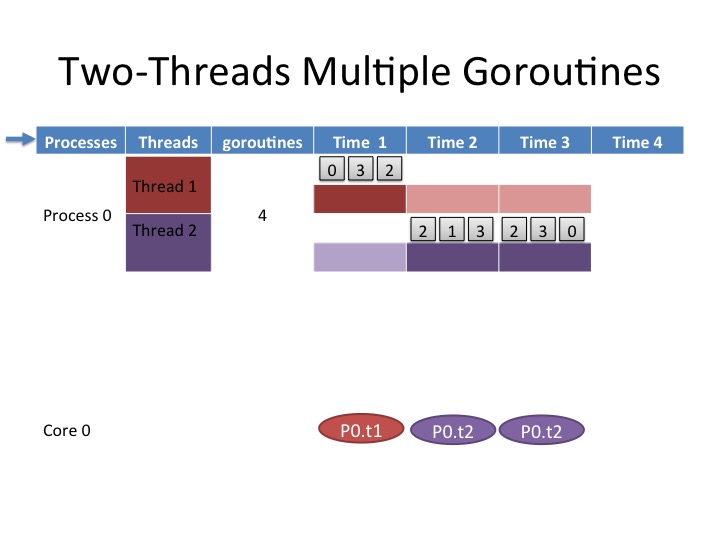 Two-Threads Multiple Goroutines
Processes Threads goroutines Time 1 Time 2 Time 3 Time 4
0 3 2
Thread 1
Process 0 4
Thread 2 2 1 3 2 3 0
Core 0 P0.t1 P0.t2 P0.t2